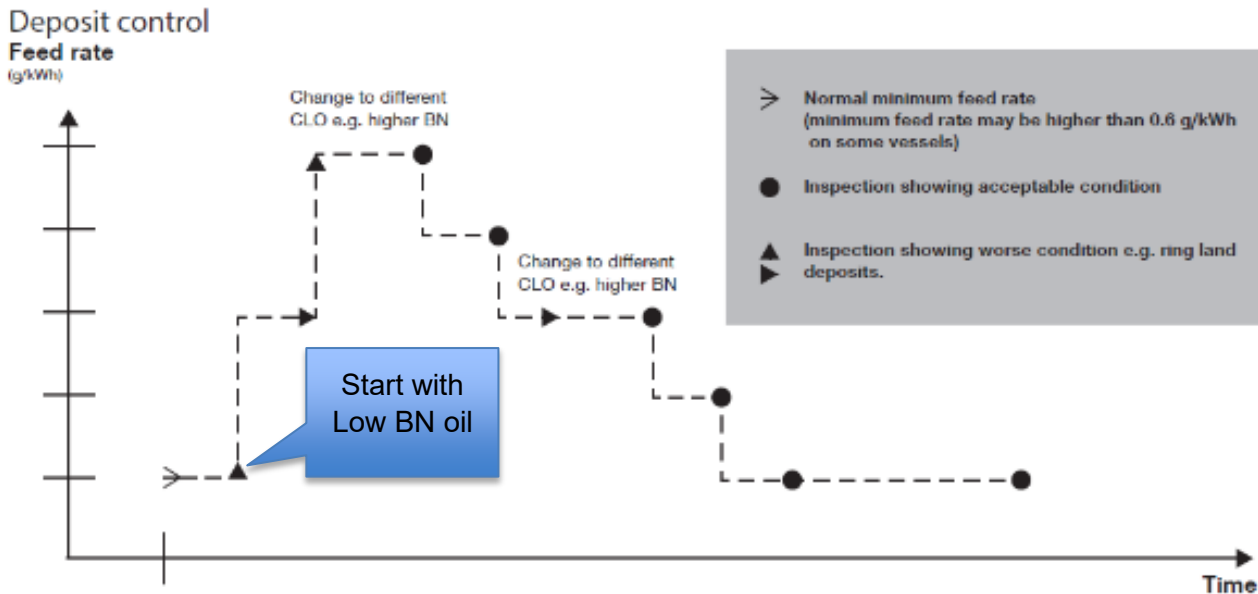 Deposit control
Feed rate
(g/kWh)
Change to different
CLO e.g. higher BN
Normal minimum feed rate
(minimum feed rate may be higher than 0.6 g/kWh
on some vessels)
Inspection showing acceptable condition
Inspection showing worse condition e.g. ring land
deposits.
Change to different
CLO e.g. higher BN
Start with
Low BN oil
Time